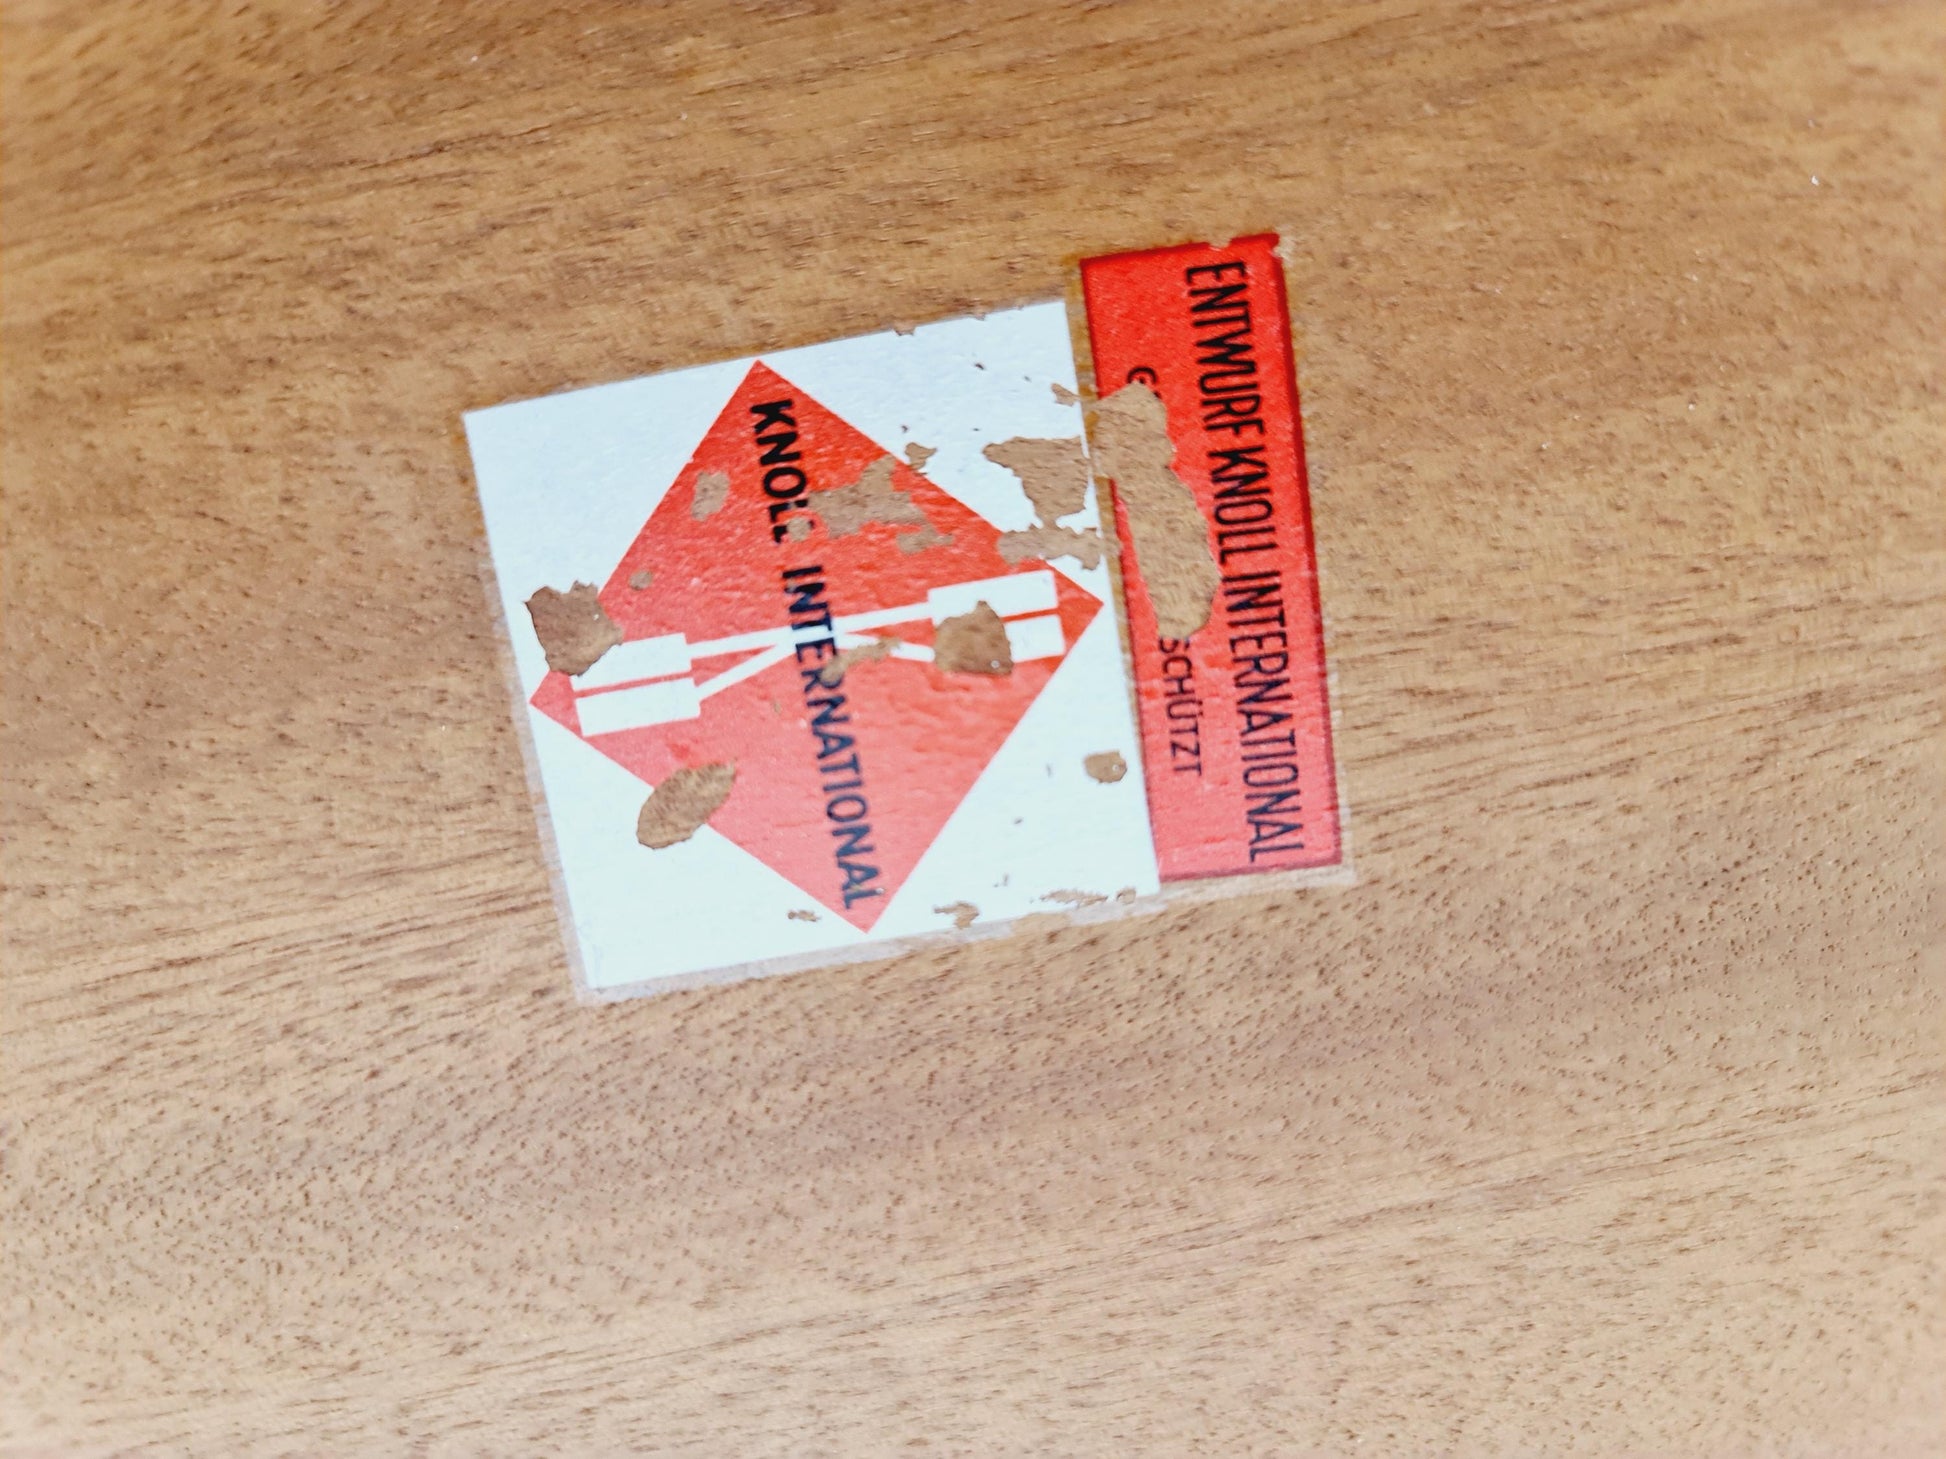 ENTWURF KNOLL INTERNATIONAL
G SCHÜTZT
KNOLL INTERNATIONAL